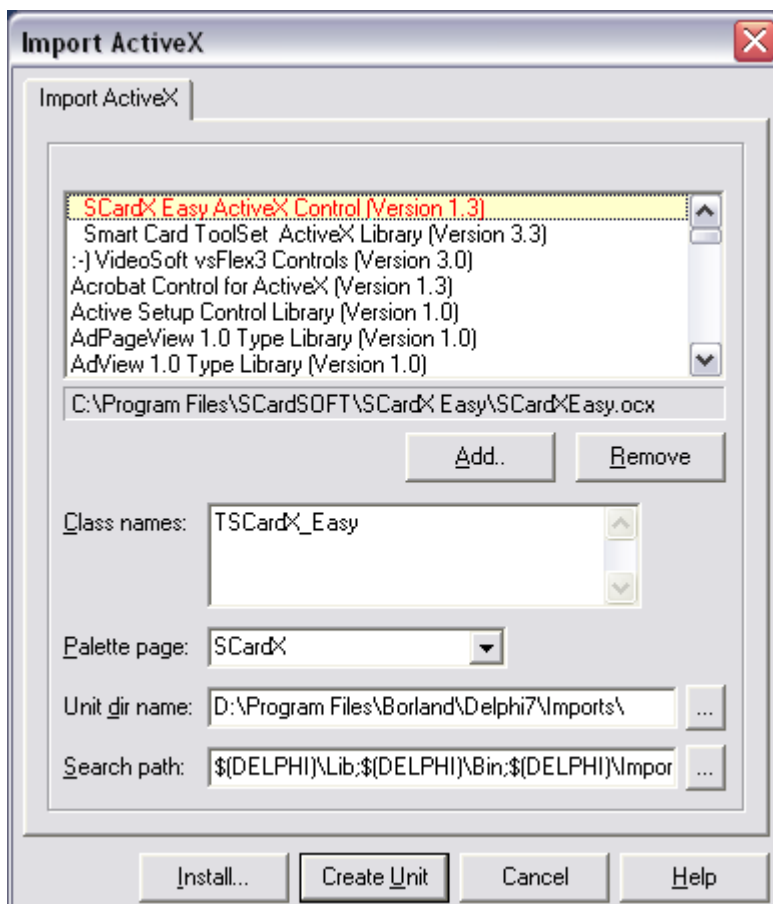 Import ActiveX
Import ActiveX
SCardX Easy ActiveX Control (Version 1.3)
Smart Card ToolSet ActiveX Library (Version 3.3)
:-) VideoSoft vsFlex3 Controls (Version 3.0)
Acrobat Control for ActiveX (Version 1.3)
Active Setup Control Library (Version 1.0)
AdPageView 1.0 Type Library (Version 1.0)
AdView 1.0 Type Library (Version 1.0)
C:\Program Files\SCardSOFT\SCardX Easy\SCardXEasy.ocx
Add.. Remove
Class names: TSCardX_Easy
Palette page: SCardX
Unit dir name: D:\Program Files\Borland\Delphi7\Imports\ ...
Search path: $(DELPHI)\Lib;$(DELPHI)\Bin;$(DELPHI)\Impor ...
Install... Create Unit Cancel Help